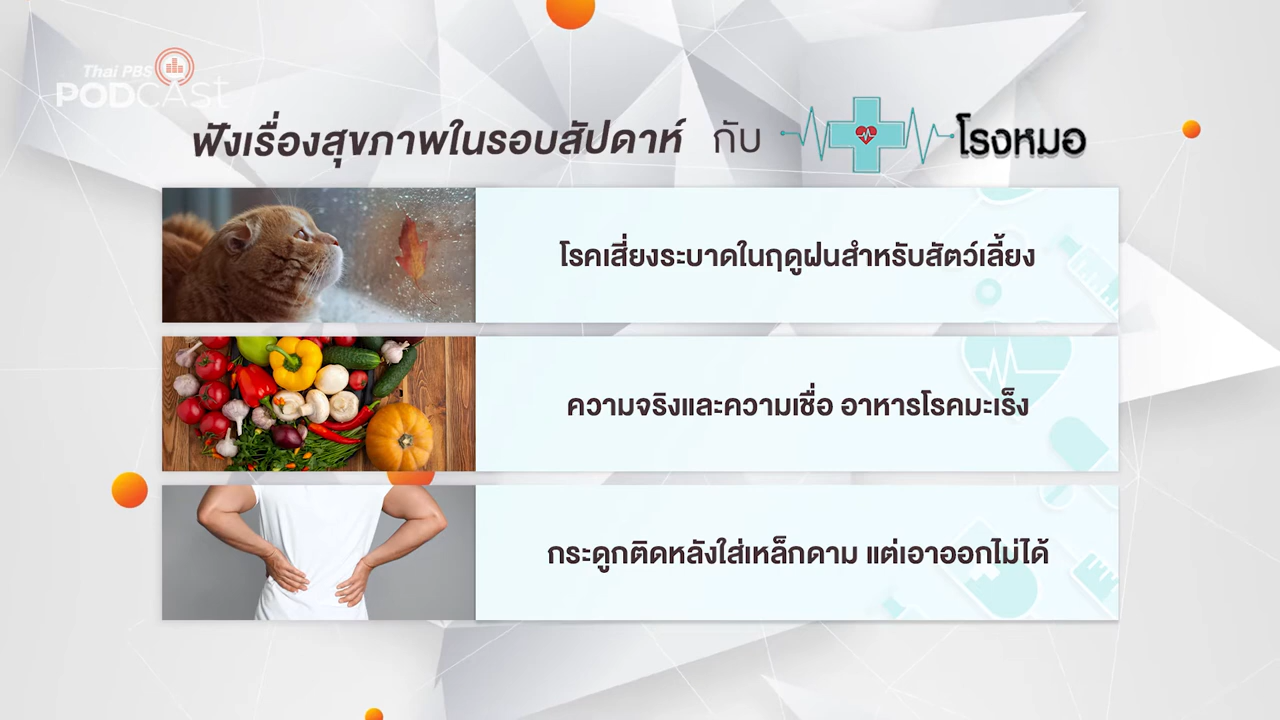 Thai PBS
PODCAST
ฟังเรื่องสุขภาพในรอบสัปดาห์ กับ โรงหมอ
โรคเสี่ยงระบาดในฤดูฝนสำหรับสัตว์เลี้ยง
ความจริงและความเชื่อ อาหารโรคมะเร็ง
กระดูกติดหลังใส่เหล็กดาม แต่เอาออกไม่ได้